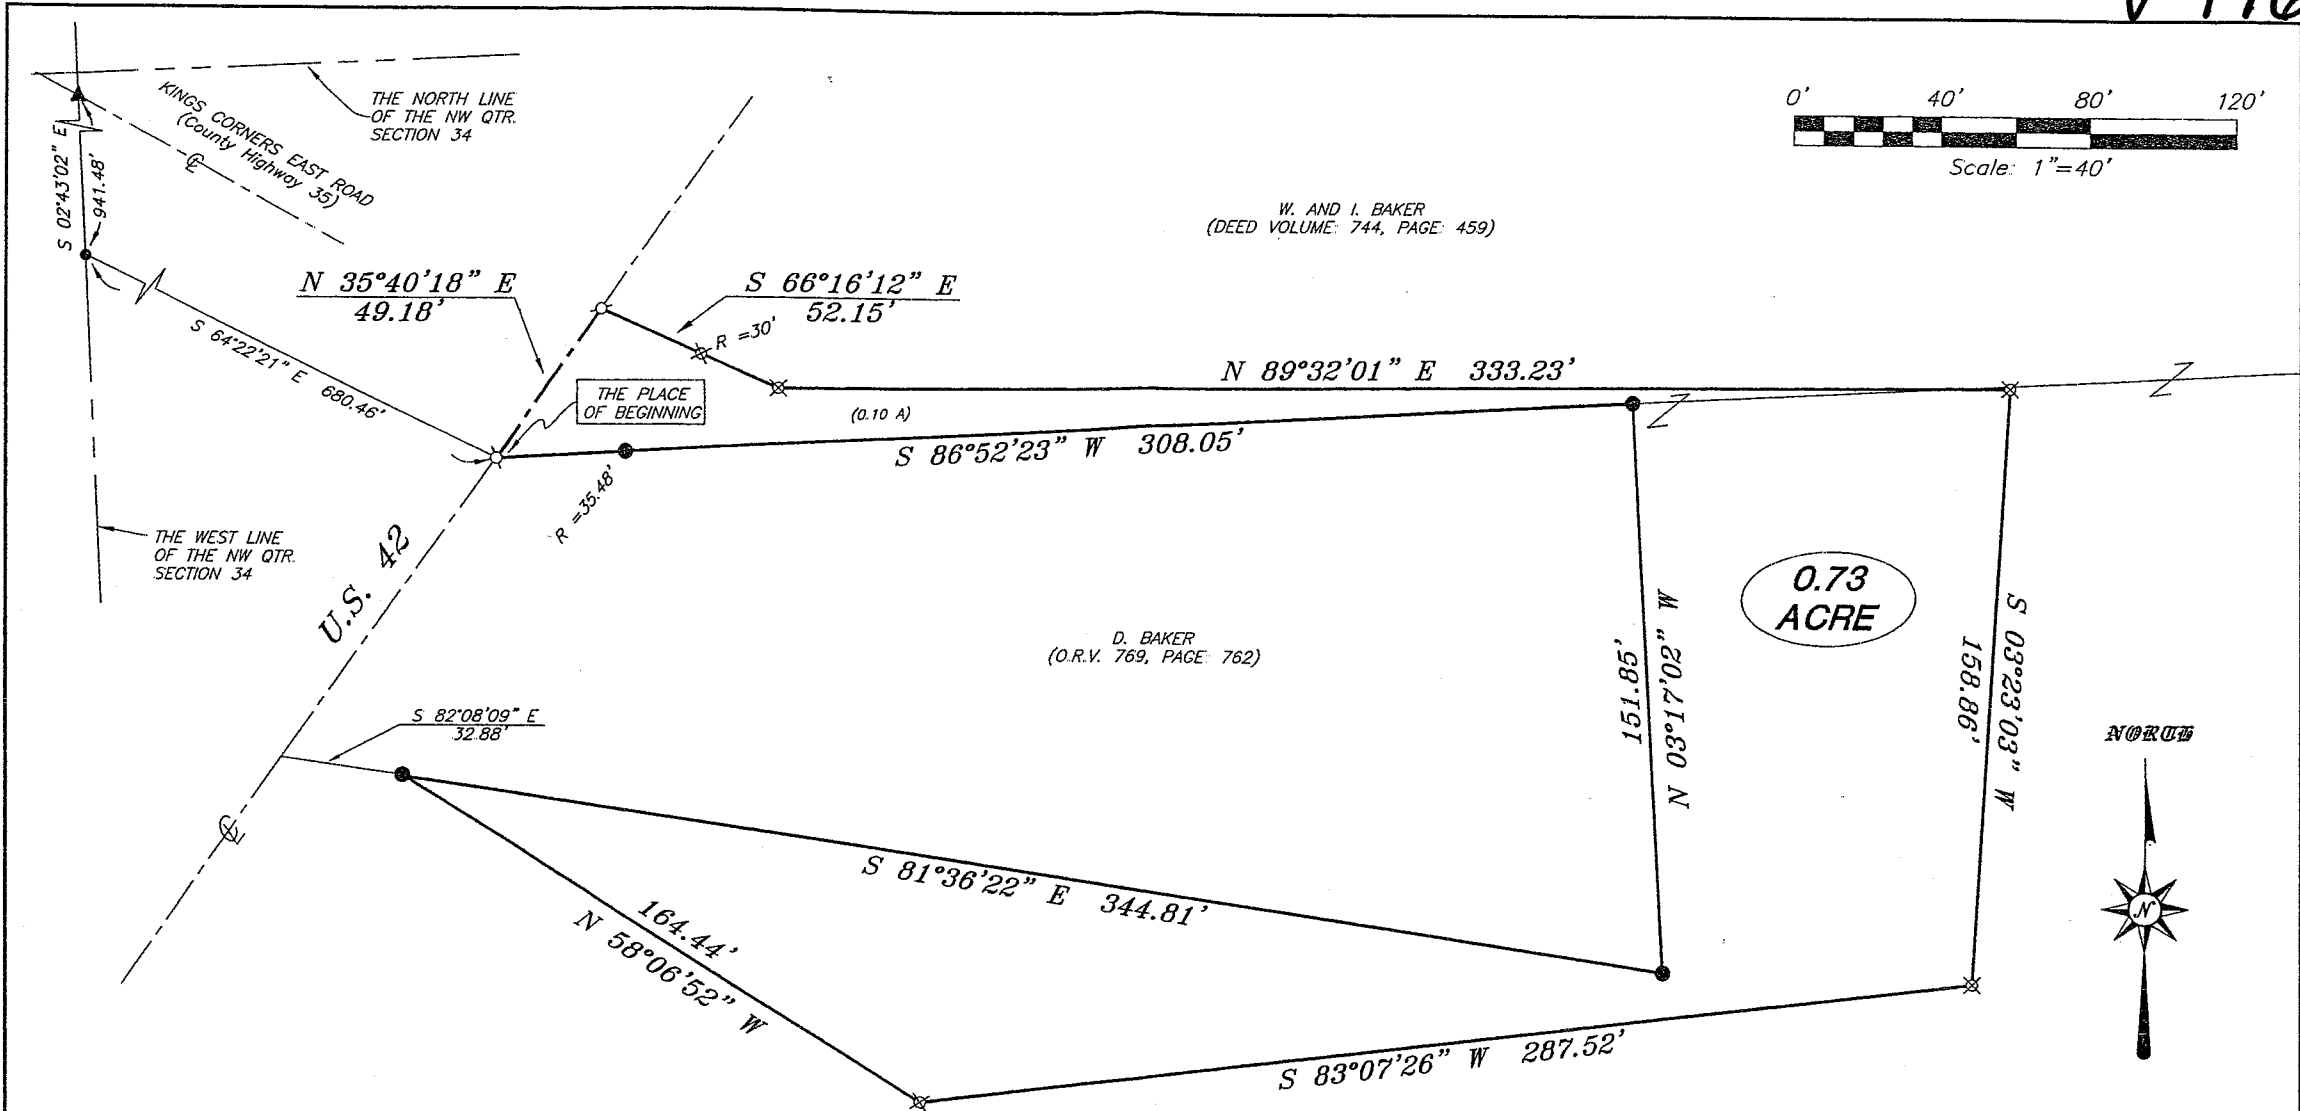 0' 40' 80' 120'
Scale: 1"=40'
THE NORTH LINE
OF THE NW QTR.
SECTION 34
KINGS CORNERS EAST ROAD
(County Highway 35)
S 02°43'02" E
941.48'
W. AND I. BAKER
(DEED VOLUME: 744, PAGE: 459)
N 35°40'18" E
49.18'
S 66°16'12" E
52.15'
R =30'
S 64°22'21" E 680.46'
N 89°32'01" E 333.23'
THE PLACE
OF BEGINNING
(0.10 A)
S 86°52'23" W 308.05'
R =35.48'
THE WEST LINE
OF THE NW QTR.
SECTION 34
U.S. 42
0.73
ACRE
D. BAKER
(O.R.V. 769, PAGE: 762)
151.85'
N 03°17'02" W
S 03°23'03" W
158.86'
S 82°08'09" E
32.88'
NORTH
N
S 81°36'22" E 344.81'
164.44'
N 58°06'52" W
S 83°07'26" W 287.52'